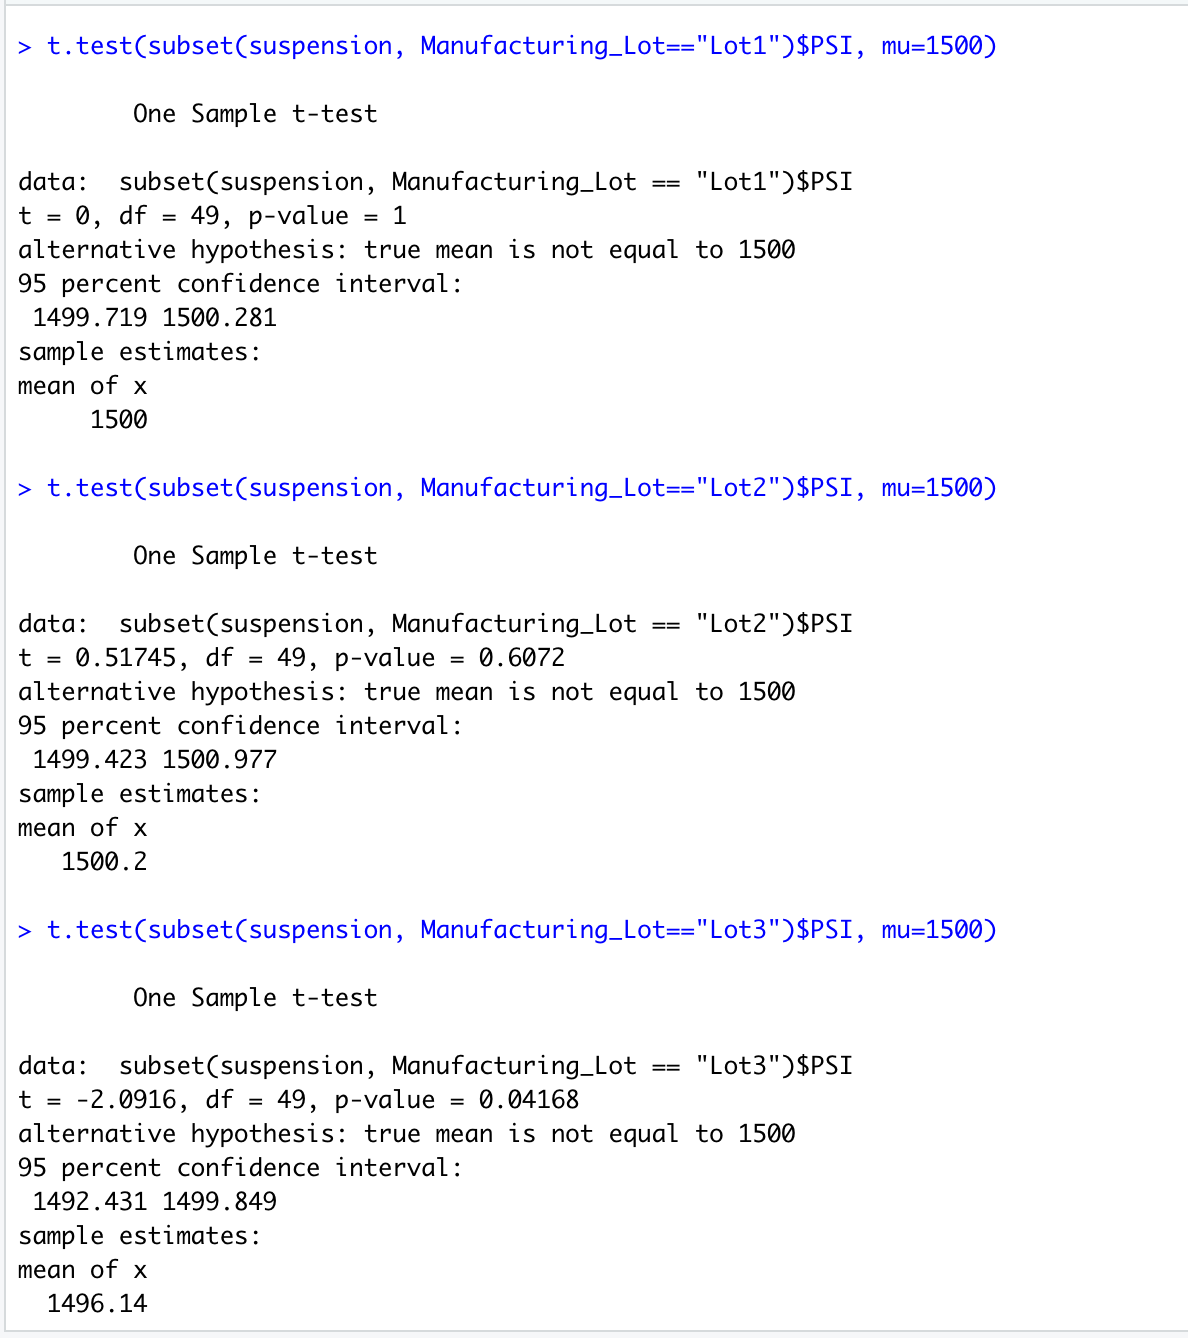 > t.test(subset(suspension, Manufacturing_Lot=="Lot1")$PSI, mu=1500)
One Sample t-test
data:  subset(suspension, Manufacturing_Lot == "Lot1")$PSI
t = 0, df = 49, p-value = 1
alternative hypothesis: true mean is not equal to 1500
95 percent confidence interval:
1499.719 1500.281
sample estimates:
mean of x
1500
> t.test(subset(suspension, Manufacturing_Lot=="Lot2")$PSI, mu=1500)
One Sample t-test
data:  subset(suspension, Manufacturing_Lot == "Lot2")$PSI
t = 0.51745, df = 49, p-value = 0.6072
alternative hypothesis: true mean is not equal to 1500
95 percent confidence interval:
1499.423 1500.977
sample estimates:
mean of x
1500.2
> t.test(subset(suspension, Manufacturing_Lot=="Lot3")$PSI, mu=1500)
One Sample t-test
data:  subset(suspension, Manufacturing_Lot == "Lot3")$PSI
t = -2.0916, df = 49, p-value = 0.04168
alternative hypothesis: true mean is not equal to 1500
95 percent confidence interval:
1492.431 1499.849
sample estimates:
mean of x
1496.14